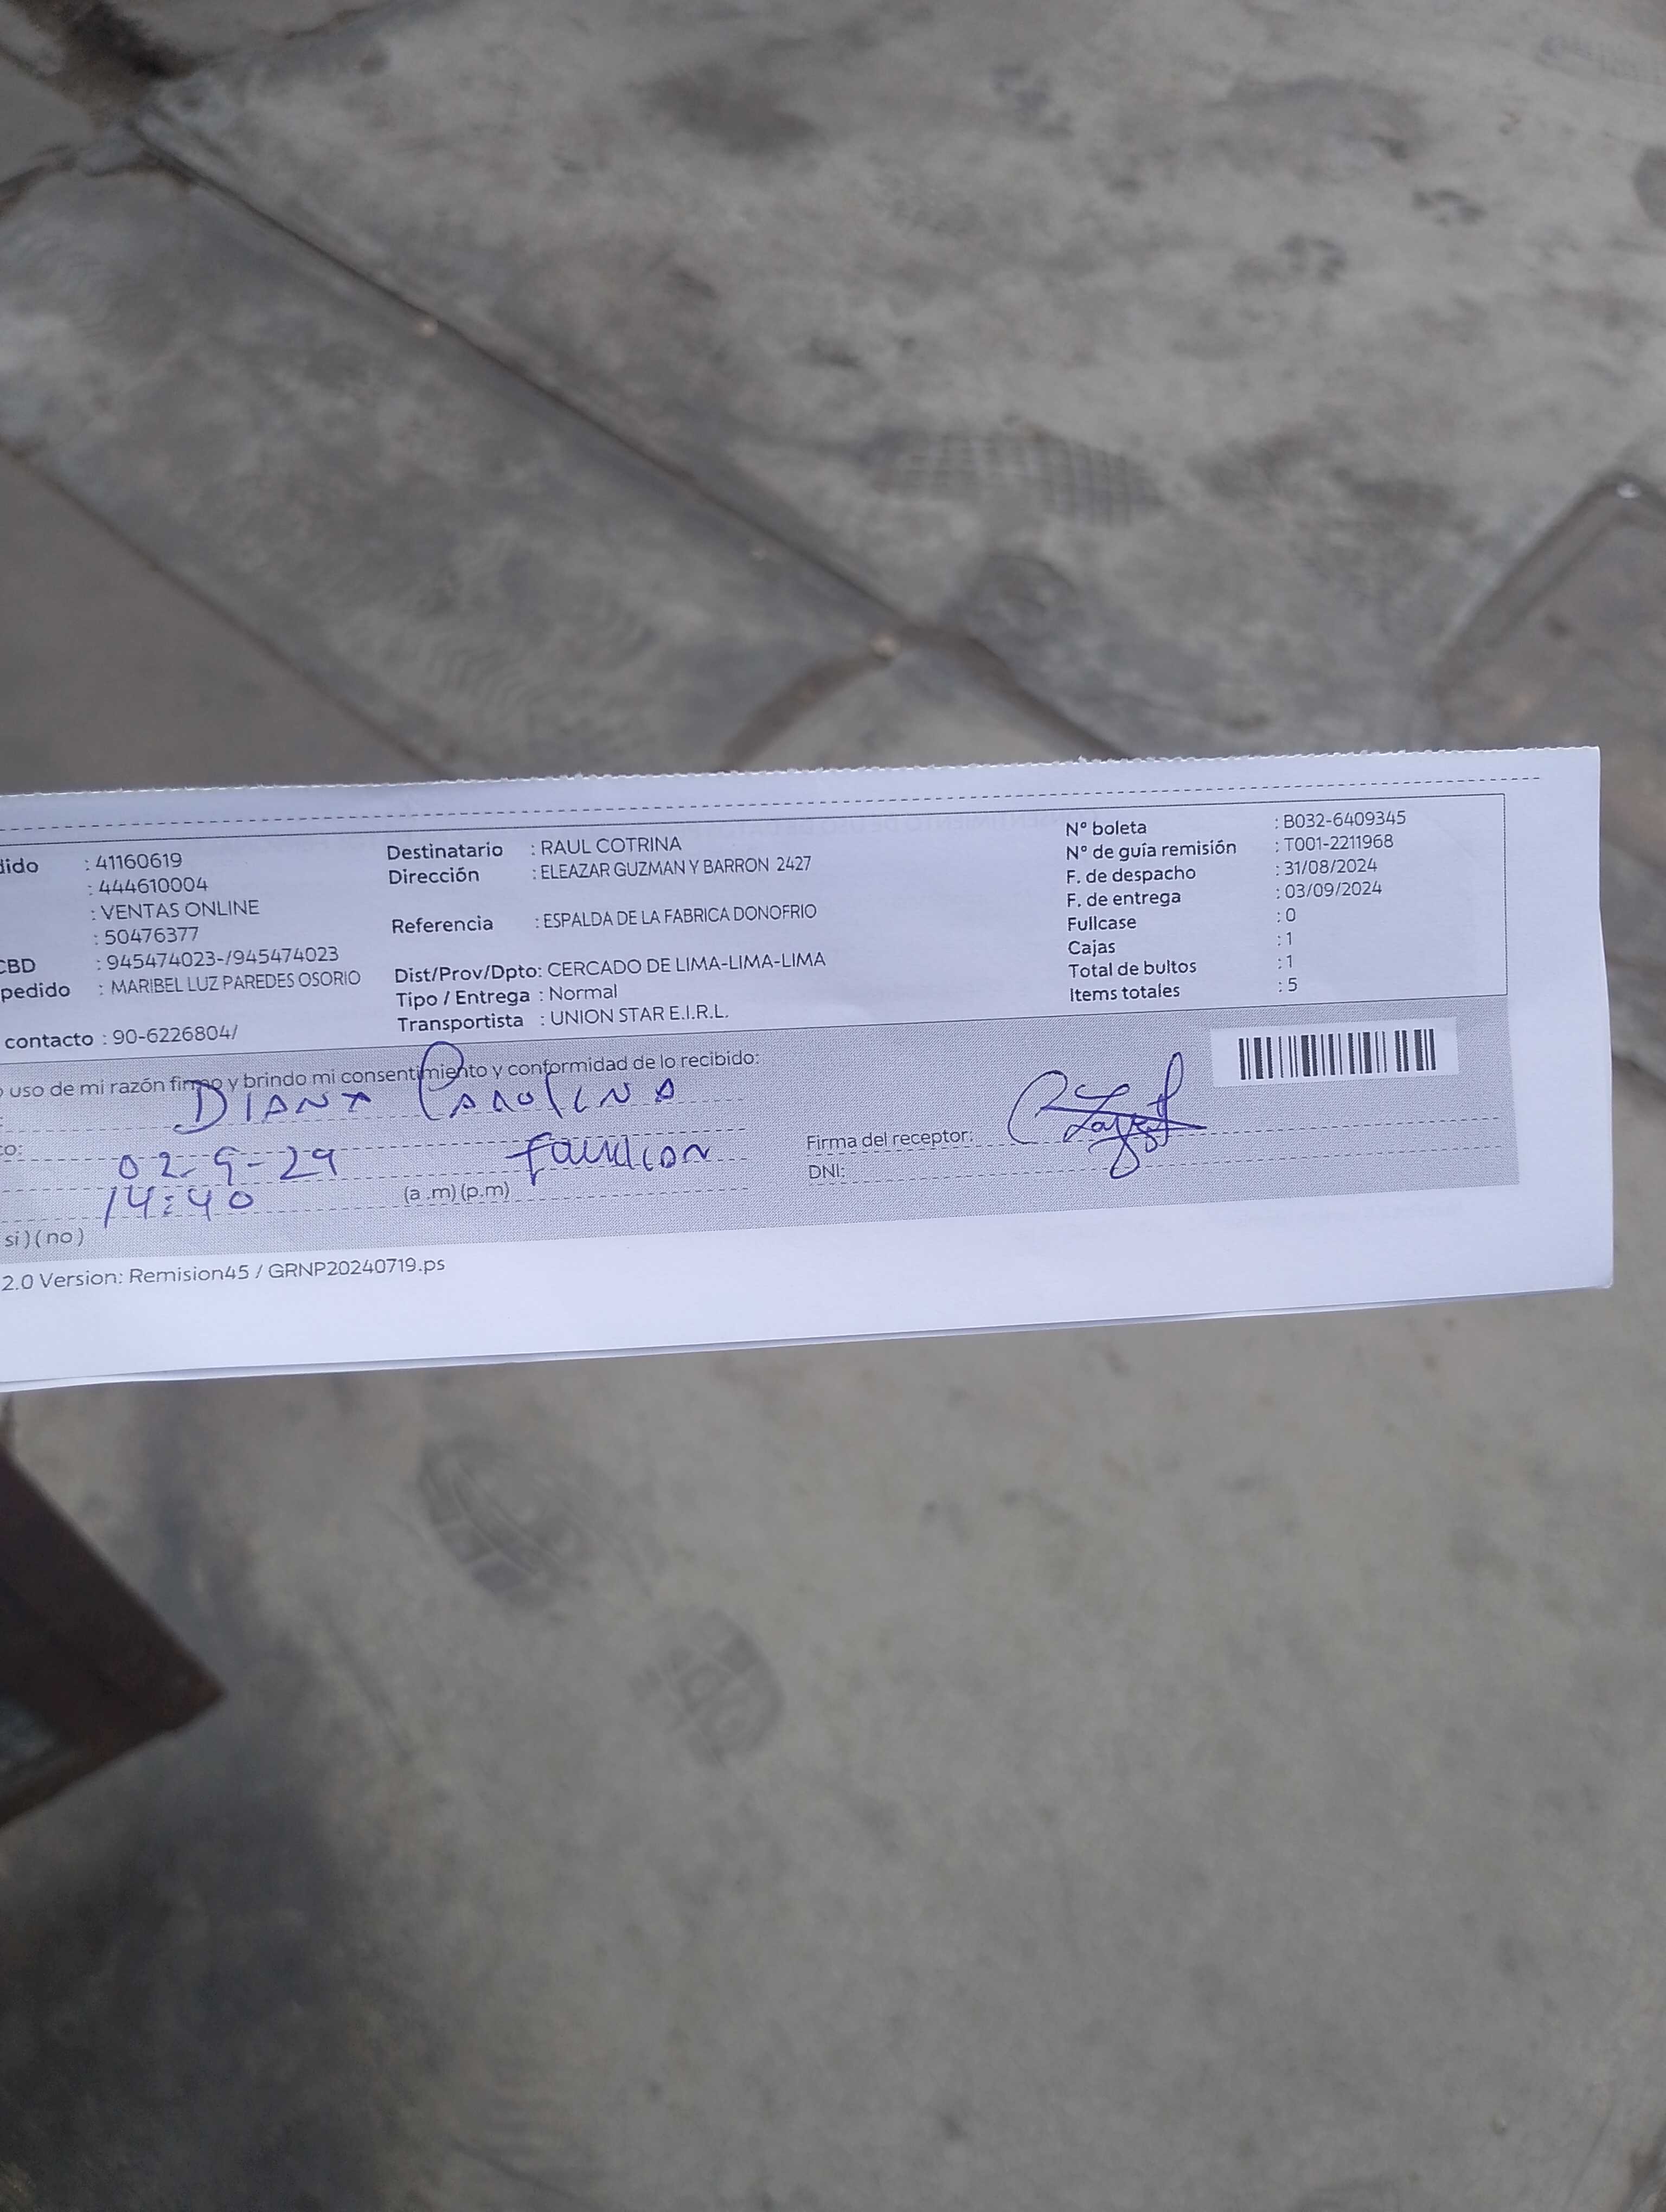 dido : 41160619
: 444610004
: VENTAS ONLINE
: 50476377
CBD : 945474023-/945474023
pedido : MARIBEL LUZ PAREDES OSORIO
contacto : 90-6226804/
Destinatario : RAUL COTRINA
Dirección : ELEAZAR GUZMAN Y BARRON 2427
Referencia : ESPALDA DE LA FABRICA DONOFRIO
Dist/Prov/Dpto: CERCADO DE LIMA-LIMA-LIMA
Tipo / Entrega : Normal
Transportista : UNION STAR E.I.R.L.
N° boleta : B032-6409345
N° de guía remisión : T001-2211968
F. de despacho : 31/08/2024
F. de entrega : 03/09/2024
Fullcase : 0
Cajas : 1
Total de bultos : 1
Items totales : 5
o uso de mi razón firmo y brindo mi consentimiento y conformidad de lo recibido:
DIANA CAROLINA
co:
02-9-24
14:40 (a .m) (p.m)
Firma del receptor:
DNI:
si ) ( no )
2.0 Version: Remision45 / GRNP20240719.ps